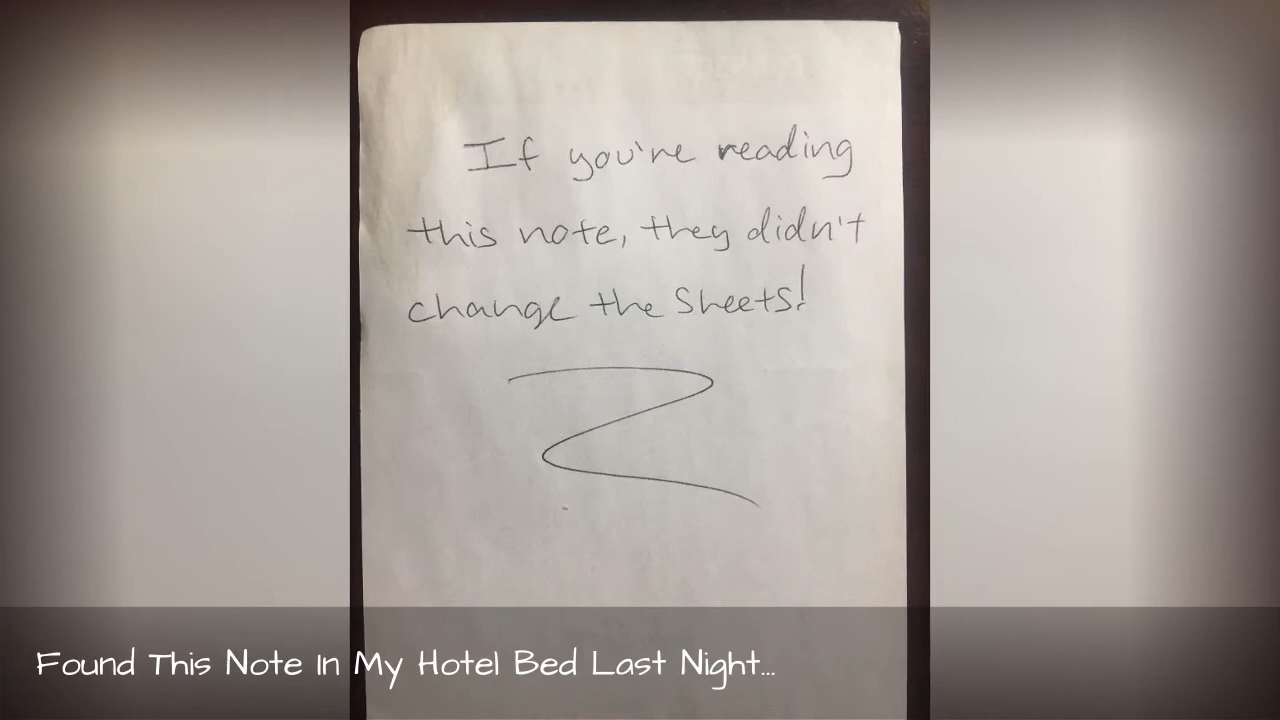 If you're reading
this note, they didn't
change the sheets!
Found This Note In My Hotel Bed Last Night...